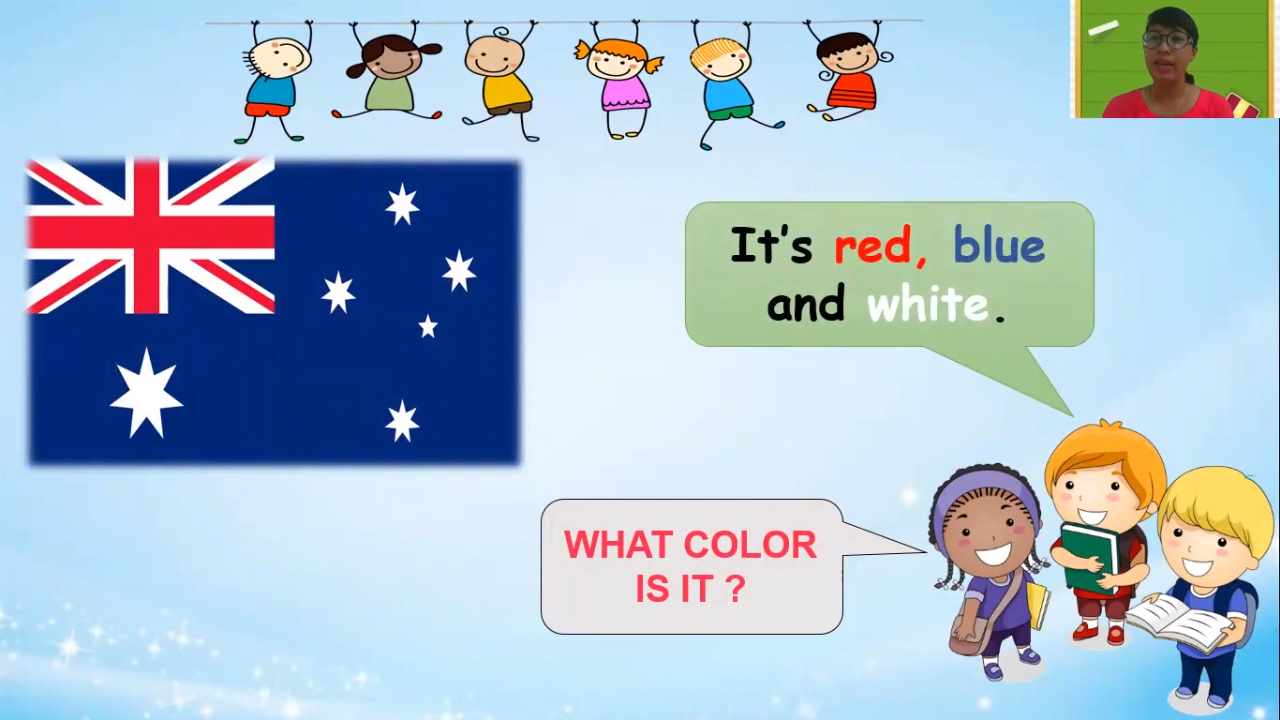 It's red, blue
and white.
WHAT COLOR
IS IT ?